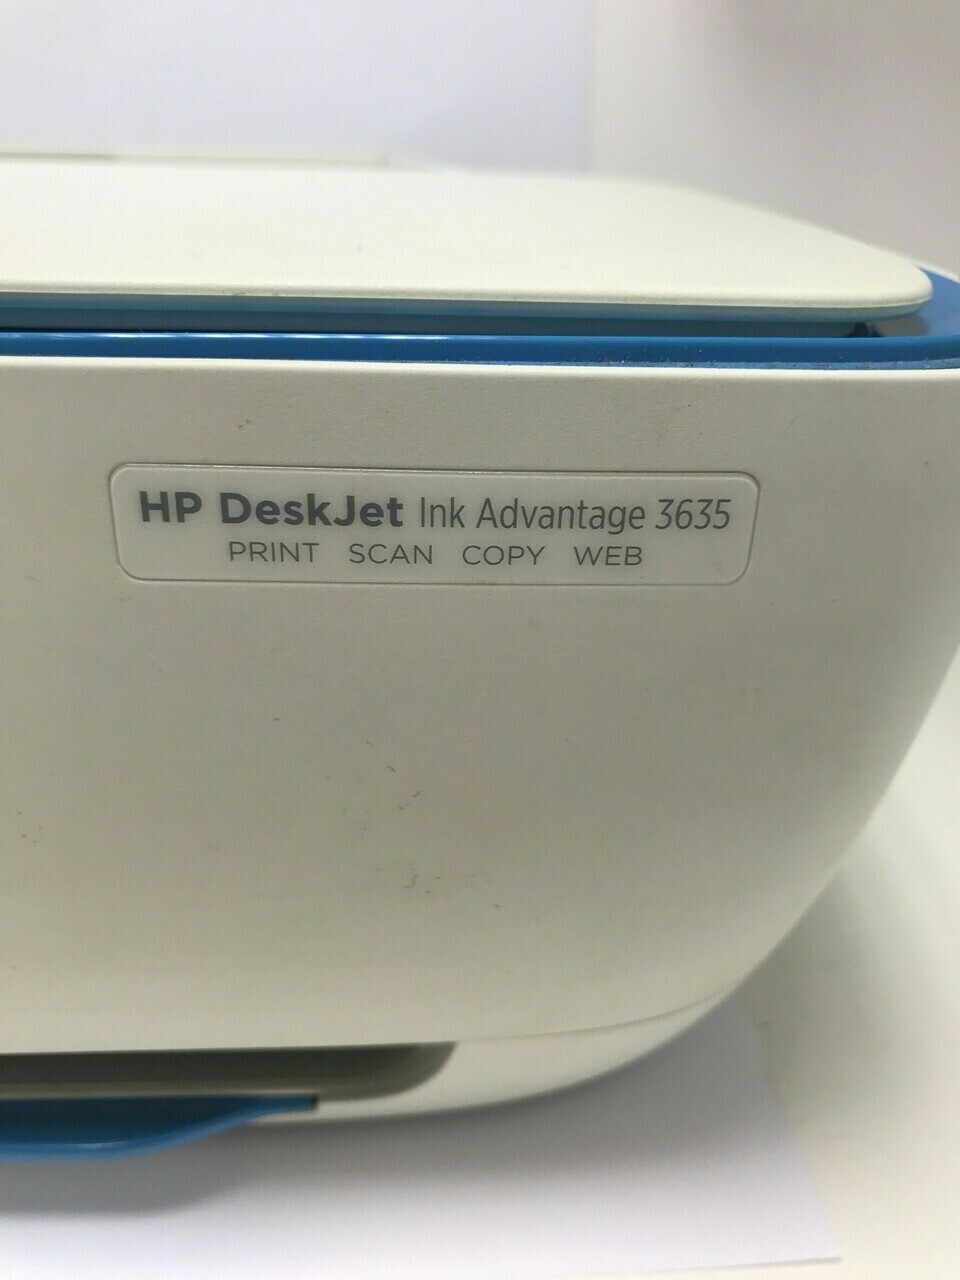 HP DeskJet Ink Advantage 3635
PRINT SCAN COPY WEB